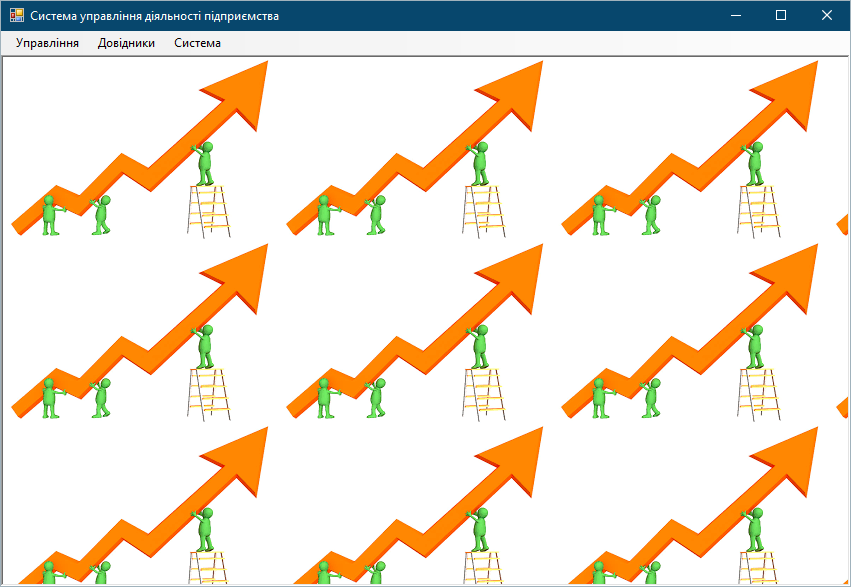 Система управління діяльності підприємства
Управління Довідники Система